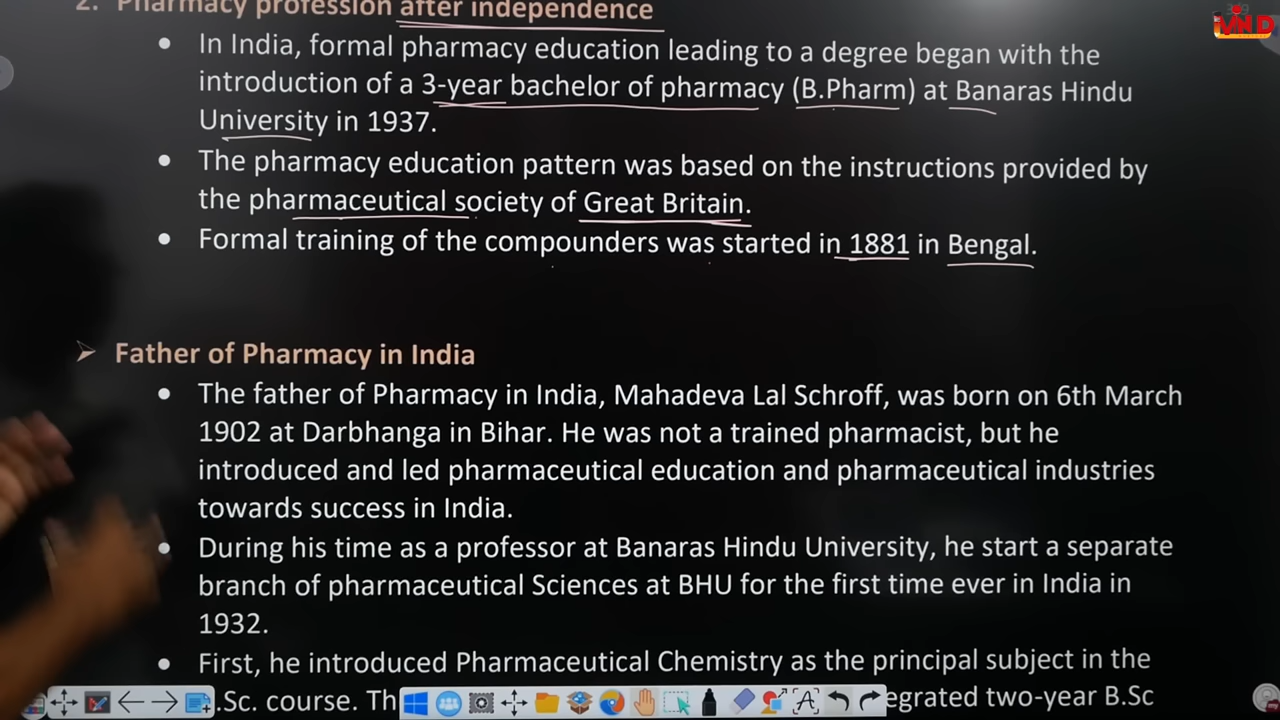 2. Pharmacy profession after independence
• In India, formal pharmacy education leading to a degree began with the
introduction of a 3-year bachelor of pharmacy (B.Pharm) at Banaras Hindu
University in 1937.
• The pharmacy education pattern was based on the instructions provided by
the pharmaceutical society of Great Britain.
• Formal training of the compounders was started in 1881 in Bengal.
➢ Father of Pharmacy in India
• The father of Pharmacy in India, Mahadeva Lal Schroff, was born on 6th March
1902 at Darbhanga in Bihar. He was not a trained pharmacist, but he
introduced and led pharmaceutical education and pharmaceutical industries
towards success in India.
• During his time as a professor at Banaras Hindu University, he start a separate
branch of pharmaceutical Sciences at BHU for the first time ever in India in
1932.
• First, he introduced Pharmaceutical Chemistry as the principal subject in the
.Sc. course. Th egrated two-year B.Sc